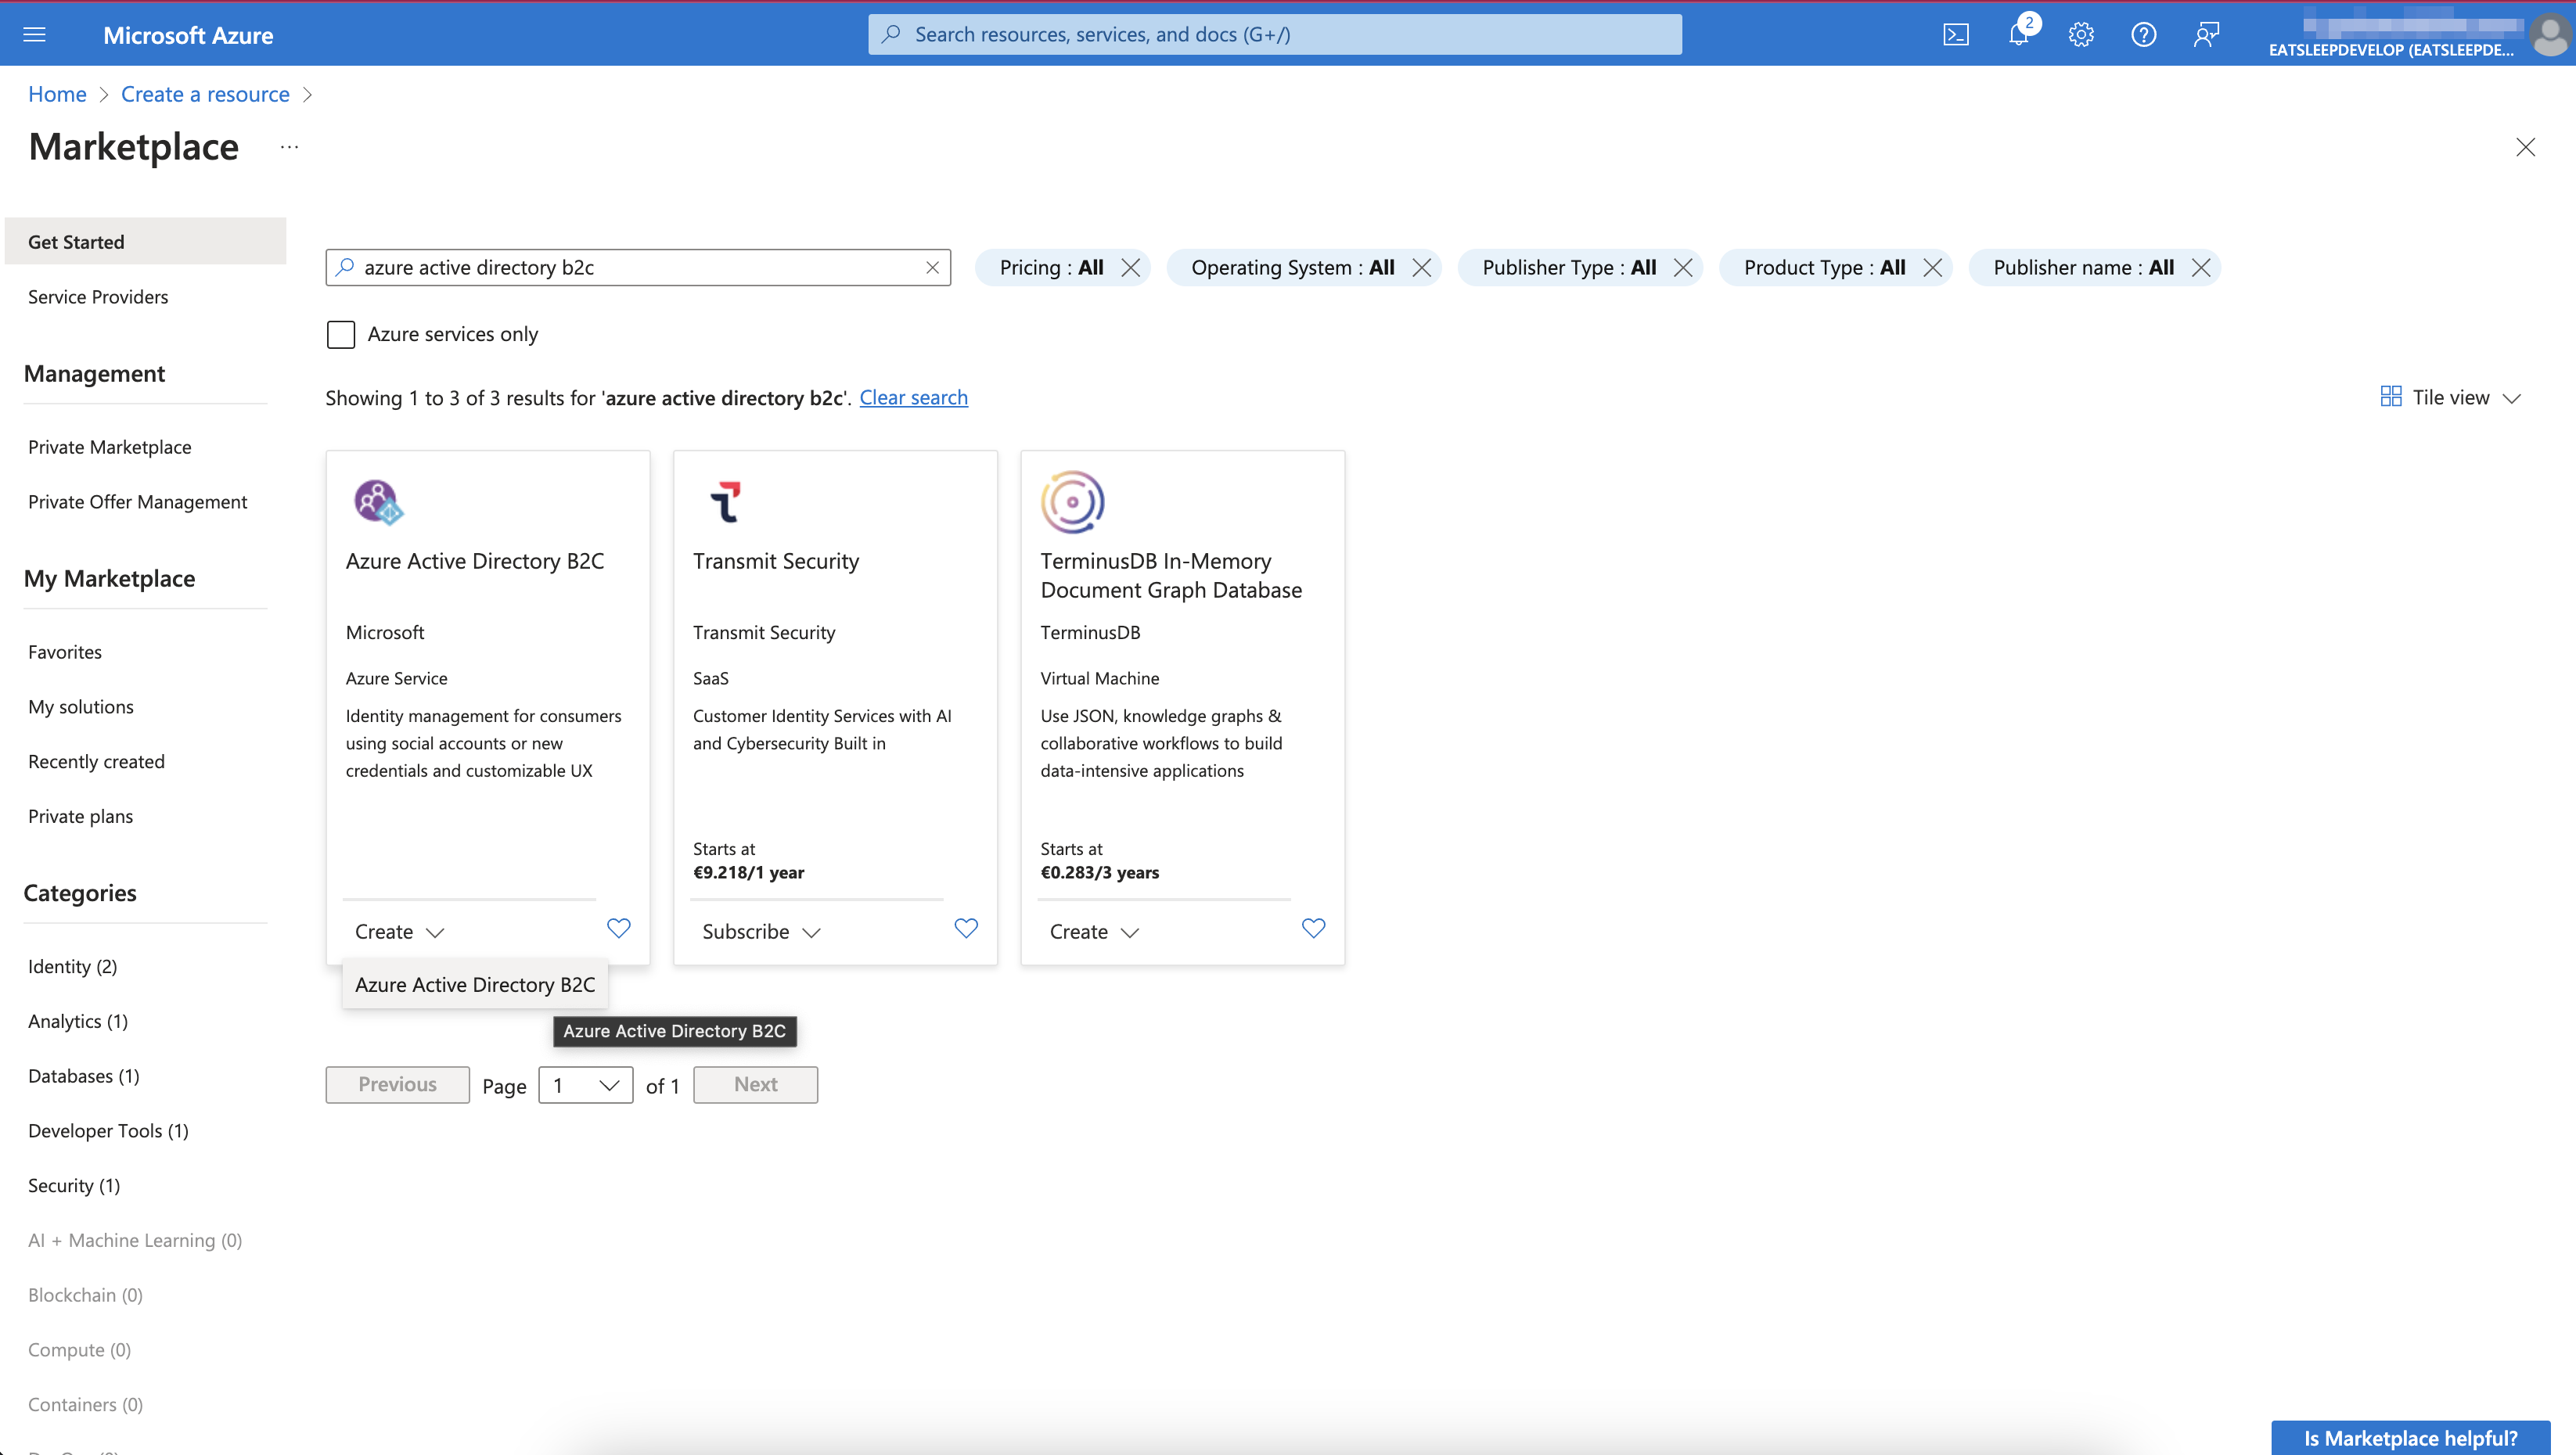 Microsoft Azure
Search resources, services, and docs (G+/)
2
EATSLEEPDEVELOP (EATSLEEPDE...
Home
Create a resource
Marketplace
...
Get Started
Service Providers
Management
Private Marketplace
Private Offer Management
My Marketplace
Favorites
My solutions
Recently created
Private plans
Categories
Identity (2)
Analytics (1)
Databases (1)
Developer Tools (1)
Security (1)
AI + Machine Learning (0)
Blockchain (0)
Compute (0)
Containers (0)
azure active directory b2c
Pricing : All
Operating System : All
Publisher Type : All
Product Type : All
Publisher name : All
Azure services only
Showing 1 to 3 of 3 results for 'azure active directory b2c'. Clear search
Tile view
Azure Active Directory B2C
Microsoft
Azure Service
Identity management for consumers
using social accounts or new
credentials and customizable UX
Create
Azure Active Directory B2C
Azure Active Directory B2C
Transmit Security
Transmit Security
SaaS
Customer Identity Services with AI
and Cybersecurity Built in
Starts at
€9.218/1 year
Subscribe
TerminusDB In-Memory
Document Graph Database
TerminusDB
Virtual Machine
Use JSON, knowledge graphs &
collaborative workflows to build
data-intensive applications
Starts at
€0.283/3 years
Create
Previous
Page
1
of 1
Next
Is Marketplace helpful?